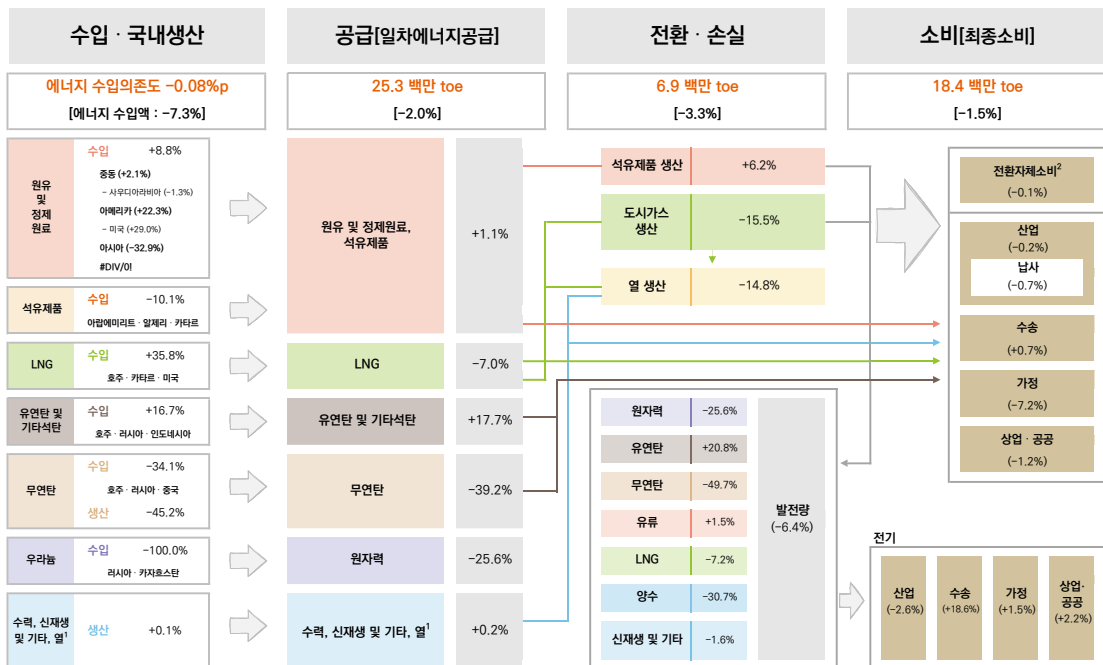 수입 · 국내생산
공급[일차에너지공급]
전환 · 손실
소비[최종소비]
에너지 수입의존도 -0.08%p
[에너지 수입액 : -7.3%]
25.3 백만 toe
[-2.0%]
6.9 백만 toe
[-3.3%]
18.4 백만 toe
[-1.5%]
원유
및
정제
원료
수입 +8.8%
중동 (+2.1%)
- 사우디아라비아 (-1.3%)
아메리카 (+22.3%)
- 미국 (+29.0%)
아시아 (-32.9%)
#DIV/0!
석유제품
수입 -10.1%
아랍에미리트 · 알제리 · 카타르
LNG
수입 +35.8%
호주 · 카타르 · 미국
유연탄 및
기타석탄
수입 +16.7%
호주 · 러시아 · 인도네시아
무연탄
수입 -34.1%
호주 · 러시아 · 중국
생산 -45.2%
우라늄
수입 -100.0%
러시아 · 카자흐스탄
수력, 신재생
및 기타, 열1
생산 +0.1%
원유 및 정제원료,
석유제품
+1.1%
LNG
-7.0%
유연탄 및 기타석탄
+17.7%
무연탄
-39.2%
원자력
-25.6%
수력, 신재생 및 기타, 열1
+0.2%
석유제품 생산
+6.2%
도시가스
생산
-15.5%
열 생산
-14.8%
원자력 -25.6%
유연탄 +20.8%
무연탄 -49.7%
유류 +1.5%
LNG -7.2%
양수 -30.7%
신재생 및 기타 -1.6%
발전량
(-6.4%)
전환자체소비2
(-0.1%)
산업
(-0.2%)
납사
(-0.7%)
수송
(+0.7%)
가정
(-7.2%)
상업 · 공공
(-1.2%)
전기
산업
(-2.6%)
수송
(+18.6%)
가정
(+1.5%)
상업·
공공
(+2.2%)